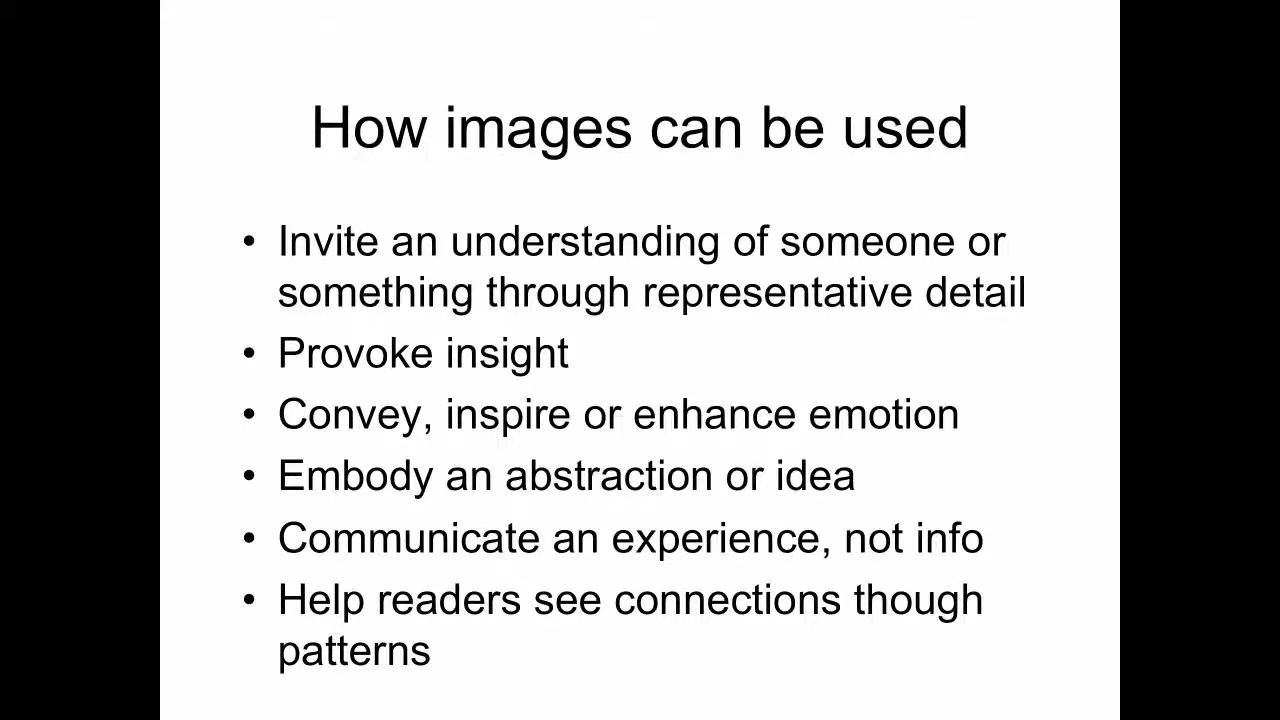 How images can be used
• Invite an understanding of someone or
something through representative detail
• Provoke insight
• Convey, inspire or enhance emotion
• Embody an abstraction or idea
• Communicate an experience, not info
• Help readers see connections though
patterns